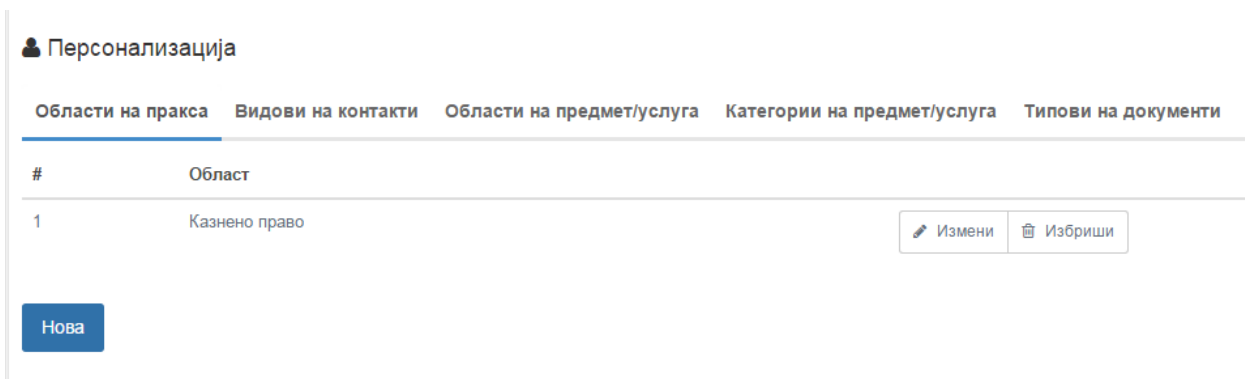 Персонализација
Области на пракса Видови на контакти Области на предмет/услуга Категории на предмет/услуга Типови на документи
# Област
1 Казнено право Измени Избриши
Нова